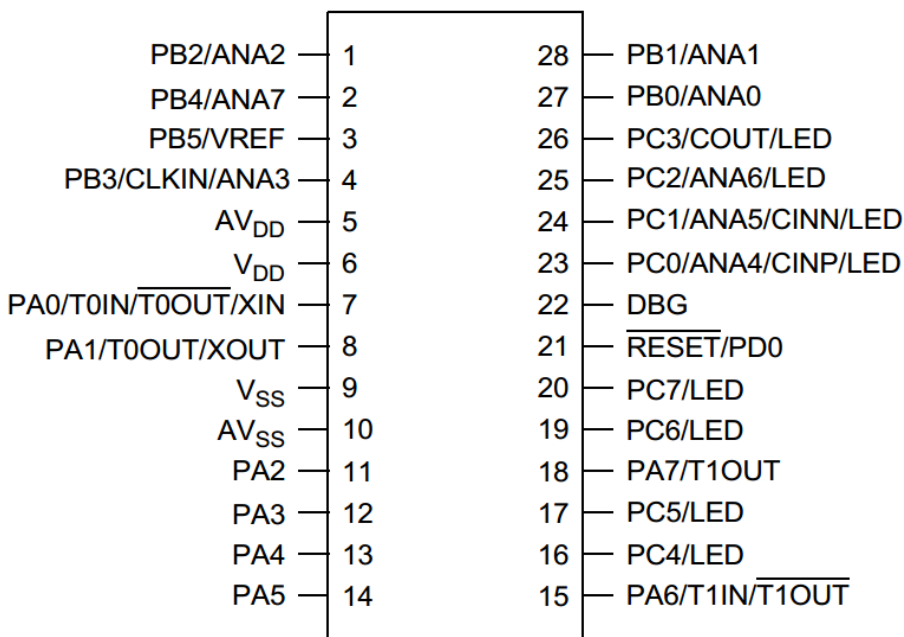 PB2/ANA2 1 28 PB1/ANA1
PB4/ANA7 2 27 PB0/ANA0
PB5/VREF 3 26 PC3/COUT/LED
PB3/CLKIN/ANA3 4 25 PC2/ANA6/LED
AVDD 5 24 PC1/ANA5/CINN/LED
VDD 6 23 PC0/ANA4/CINP/LED
PA0/T0IN/T̅0̅O̅U̅T̅/XIN 7 22 DBG
PA1/T0OUT/XOUT 8 21 R̅E̅S̅E̅T̅/PD0
VSS 9 20 PC7/LED
AVSS 10 19 PC6/LED
PA2 11 18 PA7/T1OUT
PA3 12 17 PC5/LED
PA4 13 16 PC4/LED
PA5 14 15 PA6/T1IN/T̅1̅O̅U̅T̅